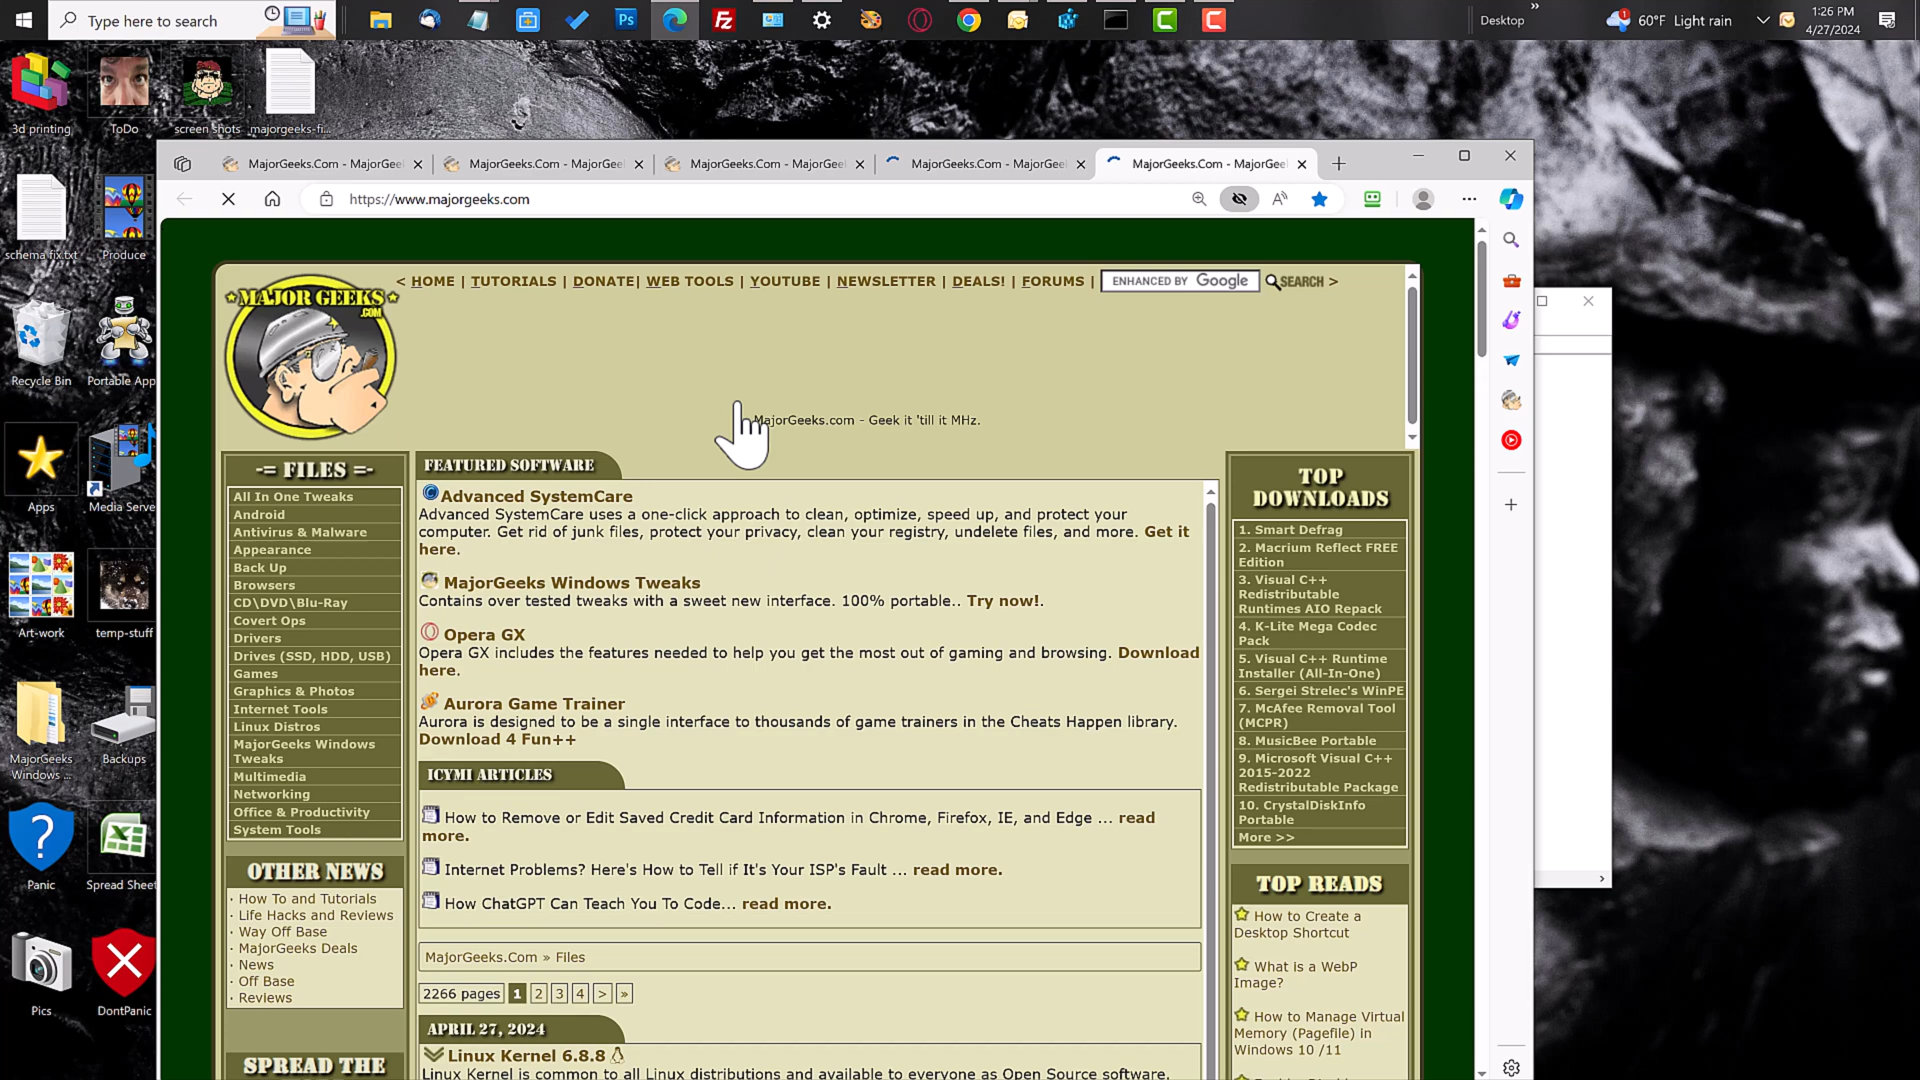 Type here to search
Desktop
60°F Light rain
1:26 PM
4/27/2024
3d printing
ToDo
screen shots
majorgeeks-fi...
schema fix.txt
Produce
Recycle Bin
Portable App
Apps
Media Serve
Art-work
temp-stuff
MajorGeeks
Windows ...
Backups
Panic
Spread Sheet
Pics
DontPanic
MajorGeeks.Com - MajorGee
MajorGeeks.Com - MajorGee
MajorGeeks.Com - MajorGee
MajorGeeks.Com - MajorGeel
MajorGeeks.Com - MajorGee
https://www.majorgeeks.com
MAJOR GEEKS
.COM
< HOME | TUTORIALS | DONATE| WEB TOOLS | YOUTUBE | NEWSLETTER | DEALS! | FORUMS | ENHANCED BY Google SEARCH >
MajorGeeks.com - Geek it 'till it MHz.
-= FILES =-
All In One Tweaks
Android
Antivirus & Malware
Appearance
Back Up
Browsers
CD\DVD\Blu-Ray
Covert Ops
Drivers
Drives (SSD, HDD, USB)
Games
Graphics & Photos
Internet Tools
Linux Distros
MajorGeeks Windows
Tweaks
Multimedia
Networking
Office & Productivity
System Tools
OTHER NEWS
· How To and Tutorials
· Life Hacks and Reviews
· Way Off Base
· MajorGeeks Deals
· News
· Off Base
· Reviews
SPREAD THE
FEATURED SOFTWARE
Advanced SystemCare
Advanced SystemCare uses a one-click approach to clean, optimize, speed up, and protect your
computer. Get rid of junk files, protect your privacy, clean your registry, undelete files, and more. Get it
here.
MajorGeeks Windows Tweaks
Contains over tested tweaks with a sweet new interface. 100% portable.. Try now!.
Opera GX
Opera GX includes the features needed to help you get the most out of gaming and browsing. Download
here.
Aurora Game Trainer
Aurora is designed to be a single interface to thousands of game trainers in the Cheats Happen library.
Download 4 Fun++
ICYMI ARTICLES
How to Remove or Edit Saved Credit Card Information in Chrome, Firefox, IE, and Edge ... read
more.
Internet Problems? Here's How to Tell if It's Your ISP's Fault ... read more.
How ChatGPT Can Teach You To Code... read more.
MajorGeeks.Com » Files
2266 pages 1 2 3 4 > »
APRIL 27, 2024
Linux Kernel 6.8.8
Linux Kernel is common to all Linux distributions and available to everyone as Open Source software.
TOP
DOWNLOADS
1. Smart Defrag
2. Macrium Reflect FREE
Edition
3. Visual C++
Redistributable
Runtimes AIO Repack
4. K-Lite Mega Codec
Pack
5. Visual C++ Runtime
Installer (All-In-One)
6. Sergei Strelec's WinPE
7. McAfee Removal Tool
(MCPR)
8. MusicBee Portable
9. Microsoft Visual C++
2015-2022
Redistributable Package
10. CrystalDiskInfo
Portable
More >>
TOP READS
How to Create a
Desktop Shortcut
What is a WebP
Image?
How to Manage Virtual
Memory (Pagefile) in
Windows 10 /11